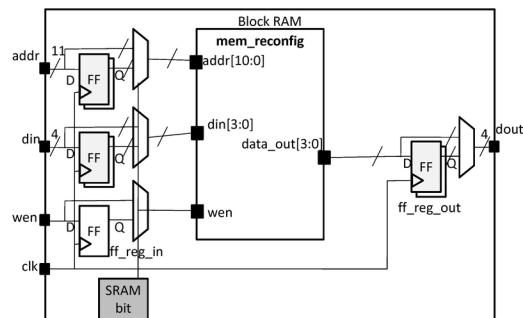 Block RAM
mem_reconfig
addr
11
D
FF
Q
addr[10:0]
din
4
D
FF
Q
din[3:0]
data_out[3:0]
D
FF
Q
4
dout
ff_reg_out
wen
D
FF
Q
wen
ff_reg_in
clk
SRAM
bit